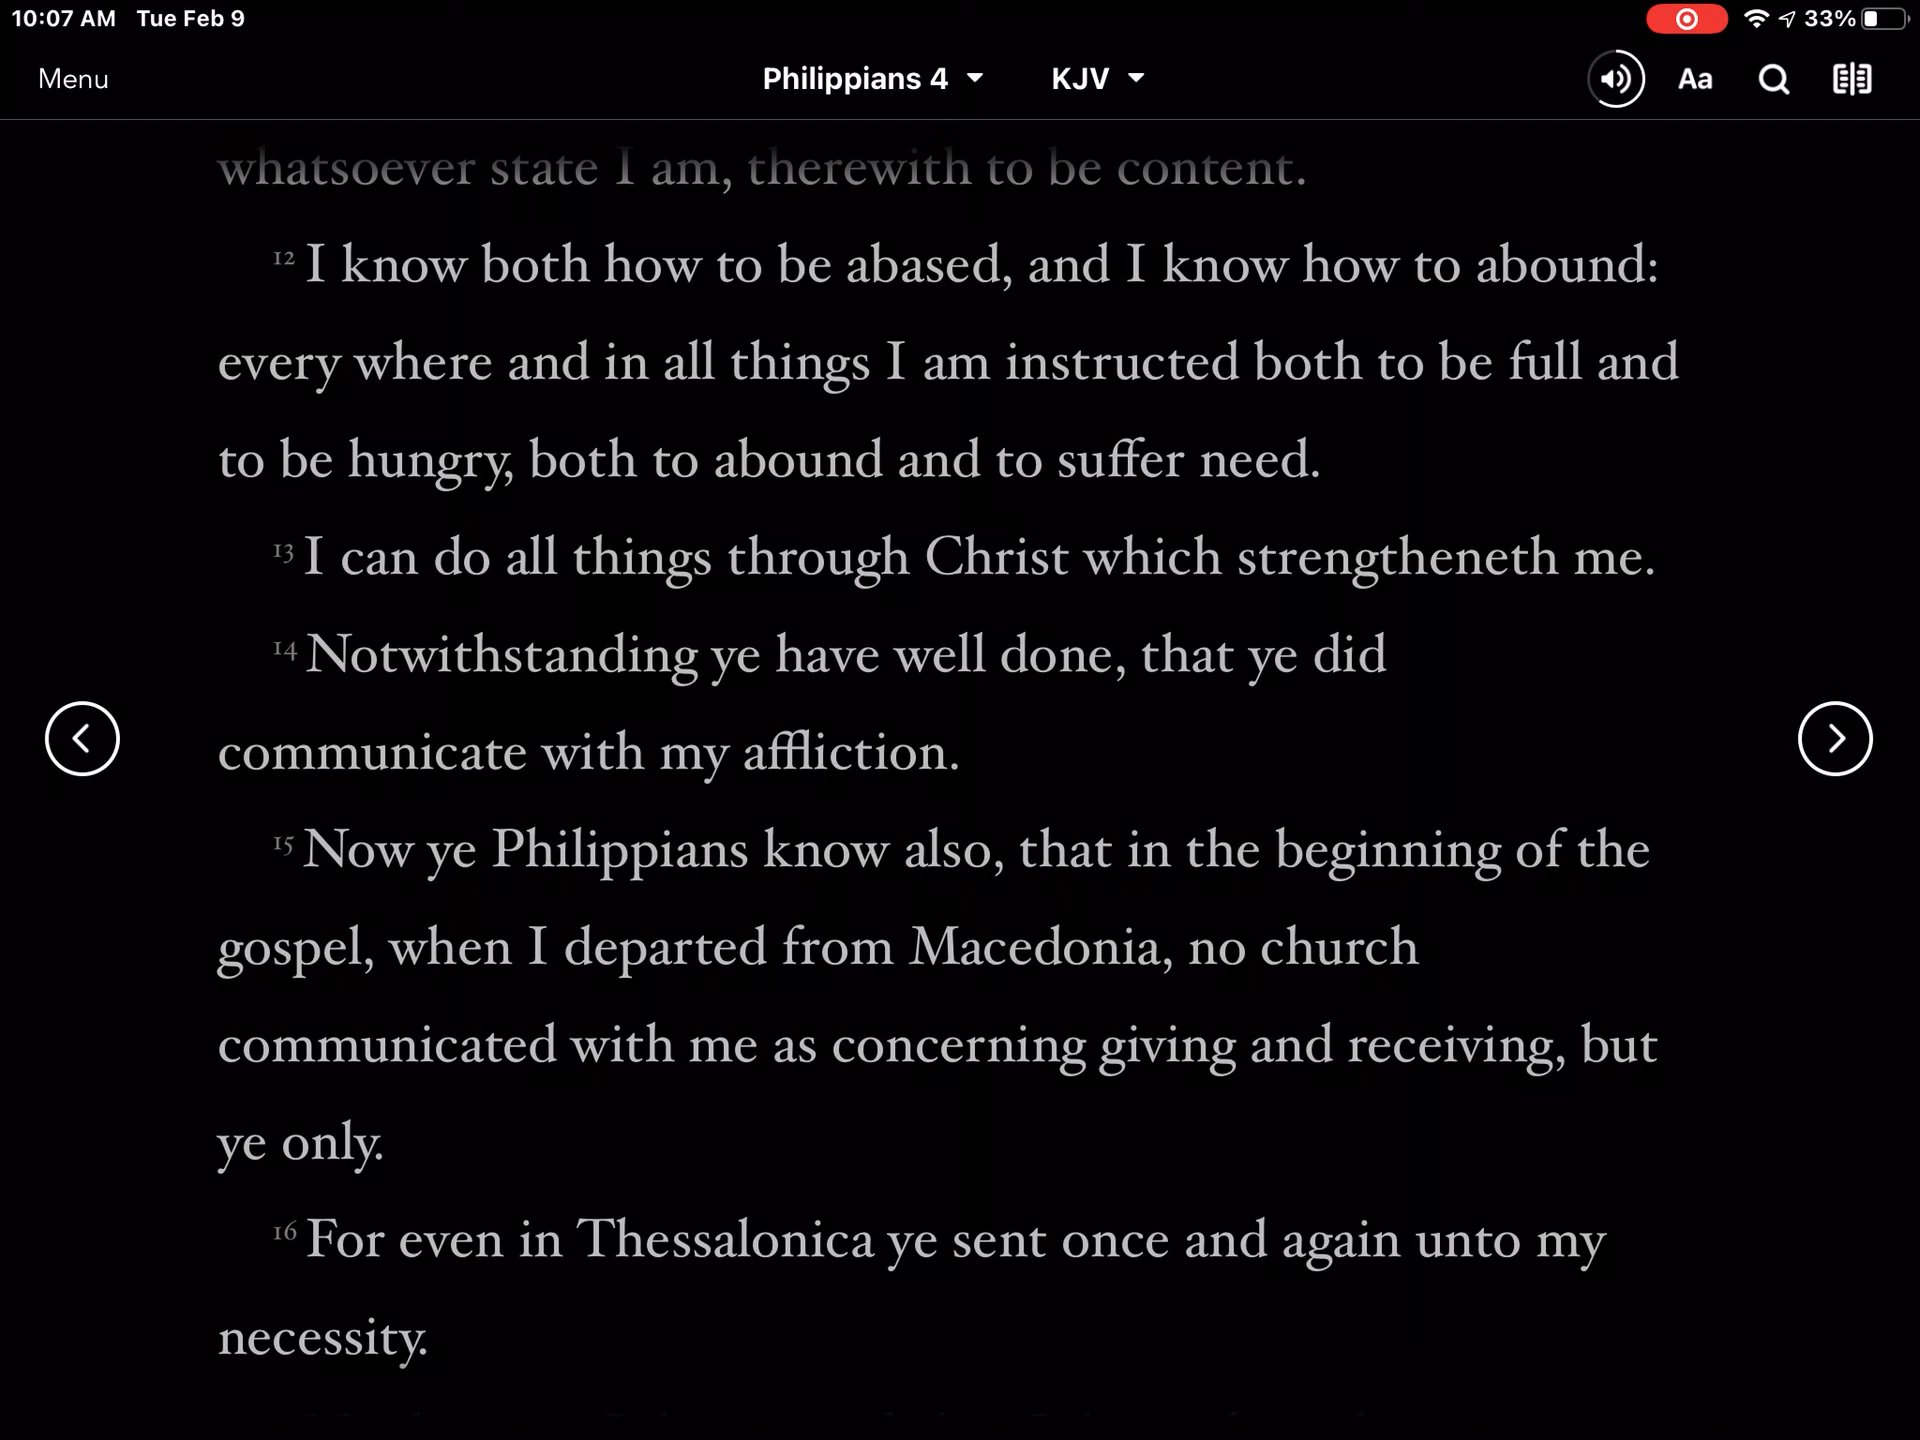 10:07 AM Tue Feb 9 33%
Menu Philippians 4 KJV Aa
whatsoever state I am, therewith to be content.
12 I know both how to be abased, and I know how to abound:
every where and in all things I am instructed both to be full and
to be hungry, both to abound and to suffer need.
13 I can do all things through Christ which strengtheneth me.
14 Notwithstanding ye have well done, that ye did
communicate with my affliction.
15 Now ye Philippians know also, that in the beginning of the
gospel, when I departed from Macedonia, no church
communicated with me as concerning giving and receiving, but
ye only.
16 For even in Thessalonica ye sent once and again unto my
necessity.